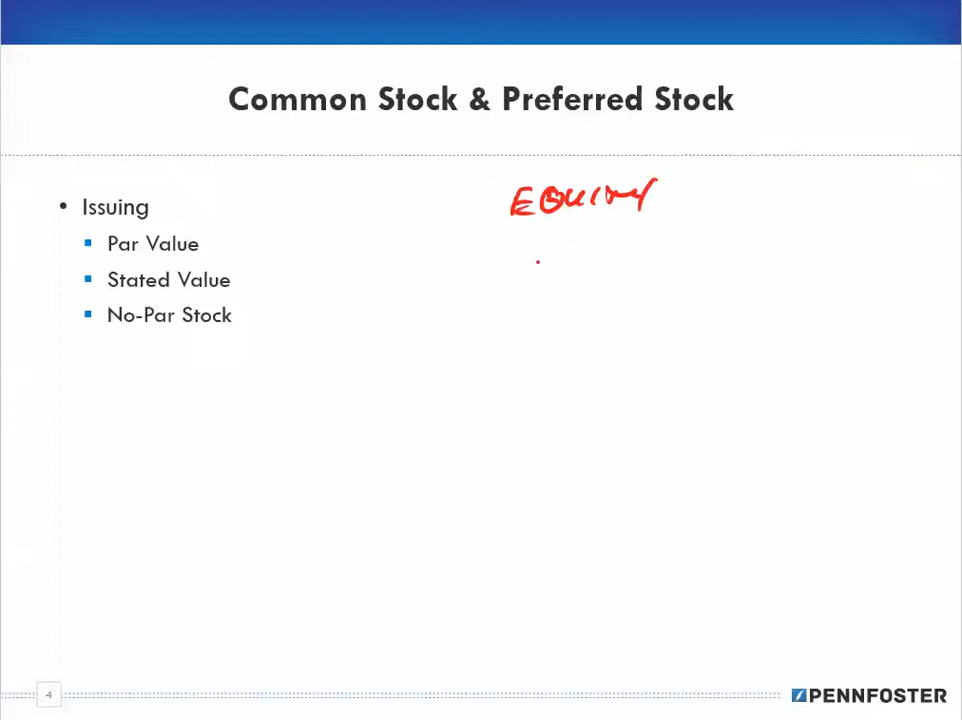 Common Stock & Preferred Stock
• Issuing
EQUITY
▪ Par Value
▪ Stated Value
▪ No-Par Stock
4
PENNFOSTER